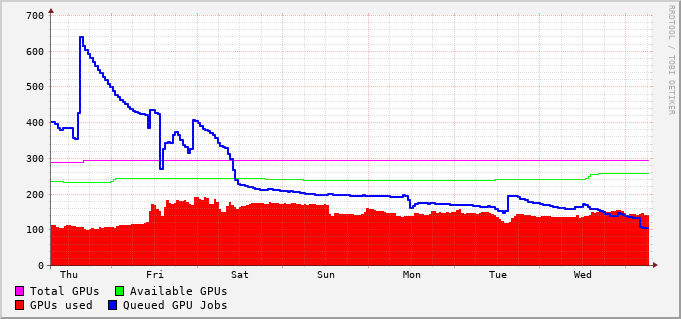 700
600
500
400
300
200
100
0
Thu Fri Sat Sun Mon Tue Wed
Total GPUs Available GPUs
GPUs used Queued GPU Jobs
RRDTOOL / TOBI OETIKER